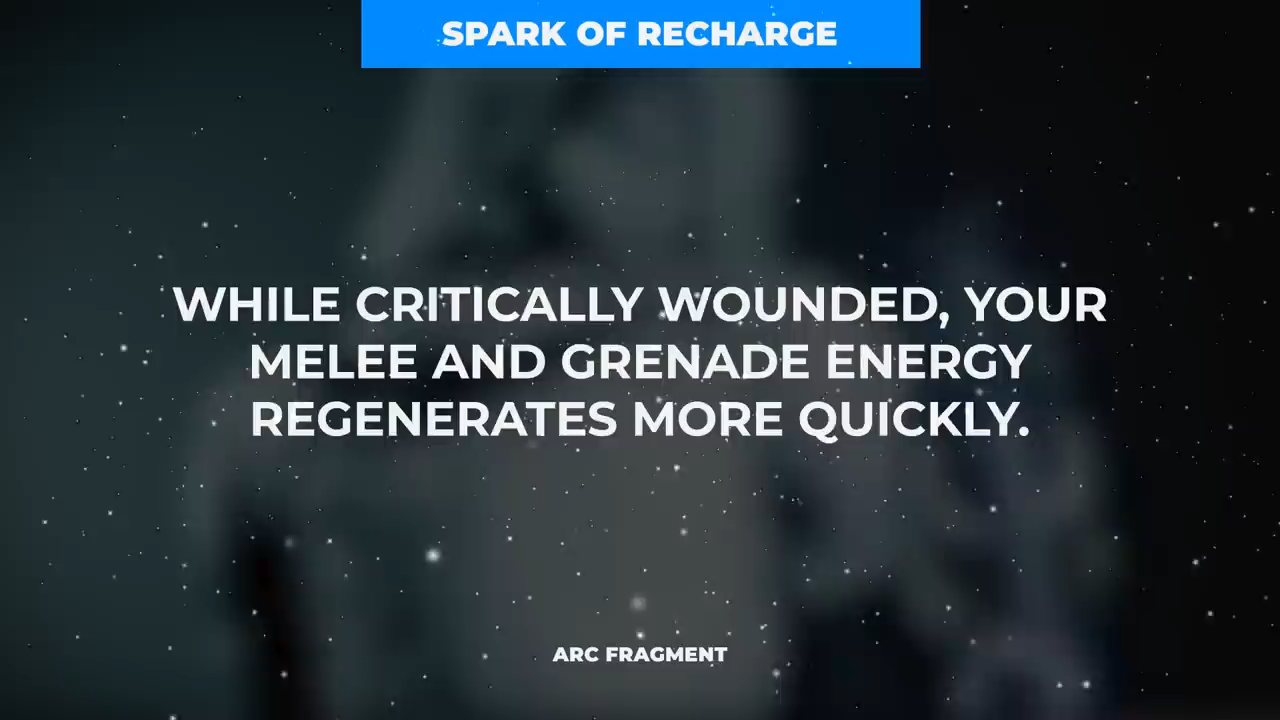 SPARK OF RECHARGE
WHILE CRITICALLY WOUNDED, YOUR
MELEE AND GRENADE ENERGY
REGENERATES MORE QUICKLY.
ARC FRAGMENT